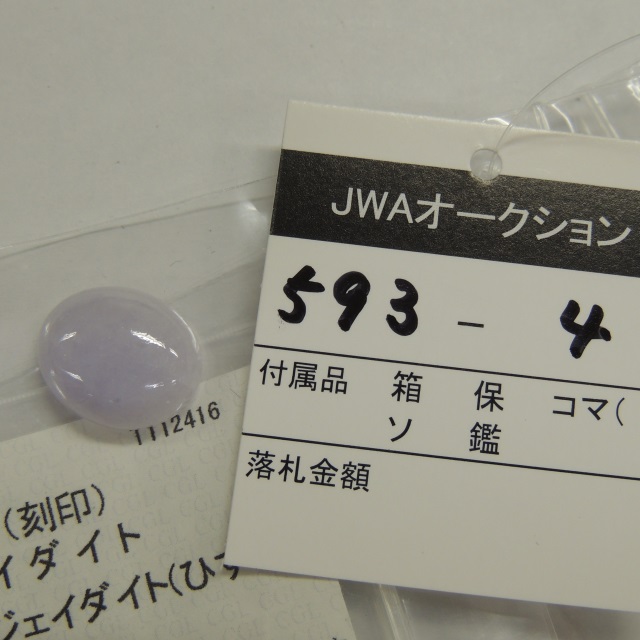 JWAオークション
593 - 4
付属品 箱 保 コマ(
ソ 鑑
落札金額
1112416
(刻印)
イダイト
ジェイダイト(ひす